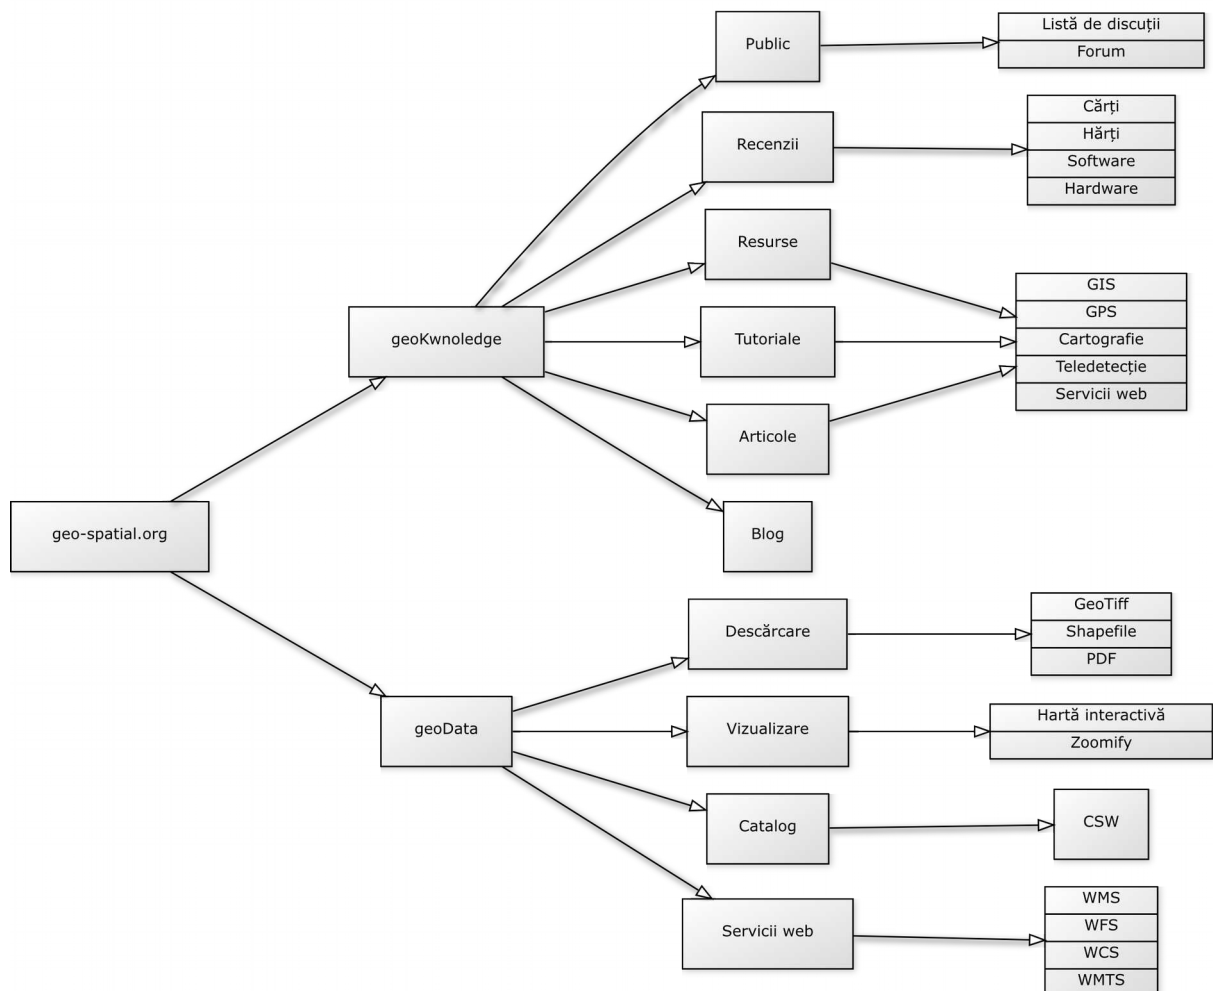 Public
Listă de discuții
Forum
Recenzii
Cărți
Hărți
Software
Hardware
Resurse
geoKwnoledge
Tutoriale
GIS
GPS
Cartografie
Teledetecție
Servicii web
Articole
geo-spatial.org
Blog
Descărcare
GeoTiff
Shapefile
PDF
geoData
Vizualizare
Hartă interactivă
Zoomify
Catalog
CSW
Servicii web
WMS
WFS
WCS
WMTS